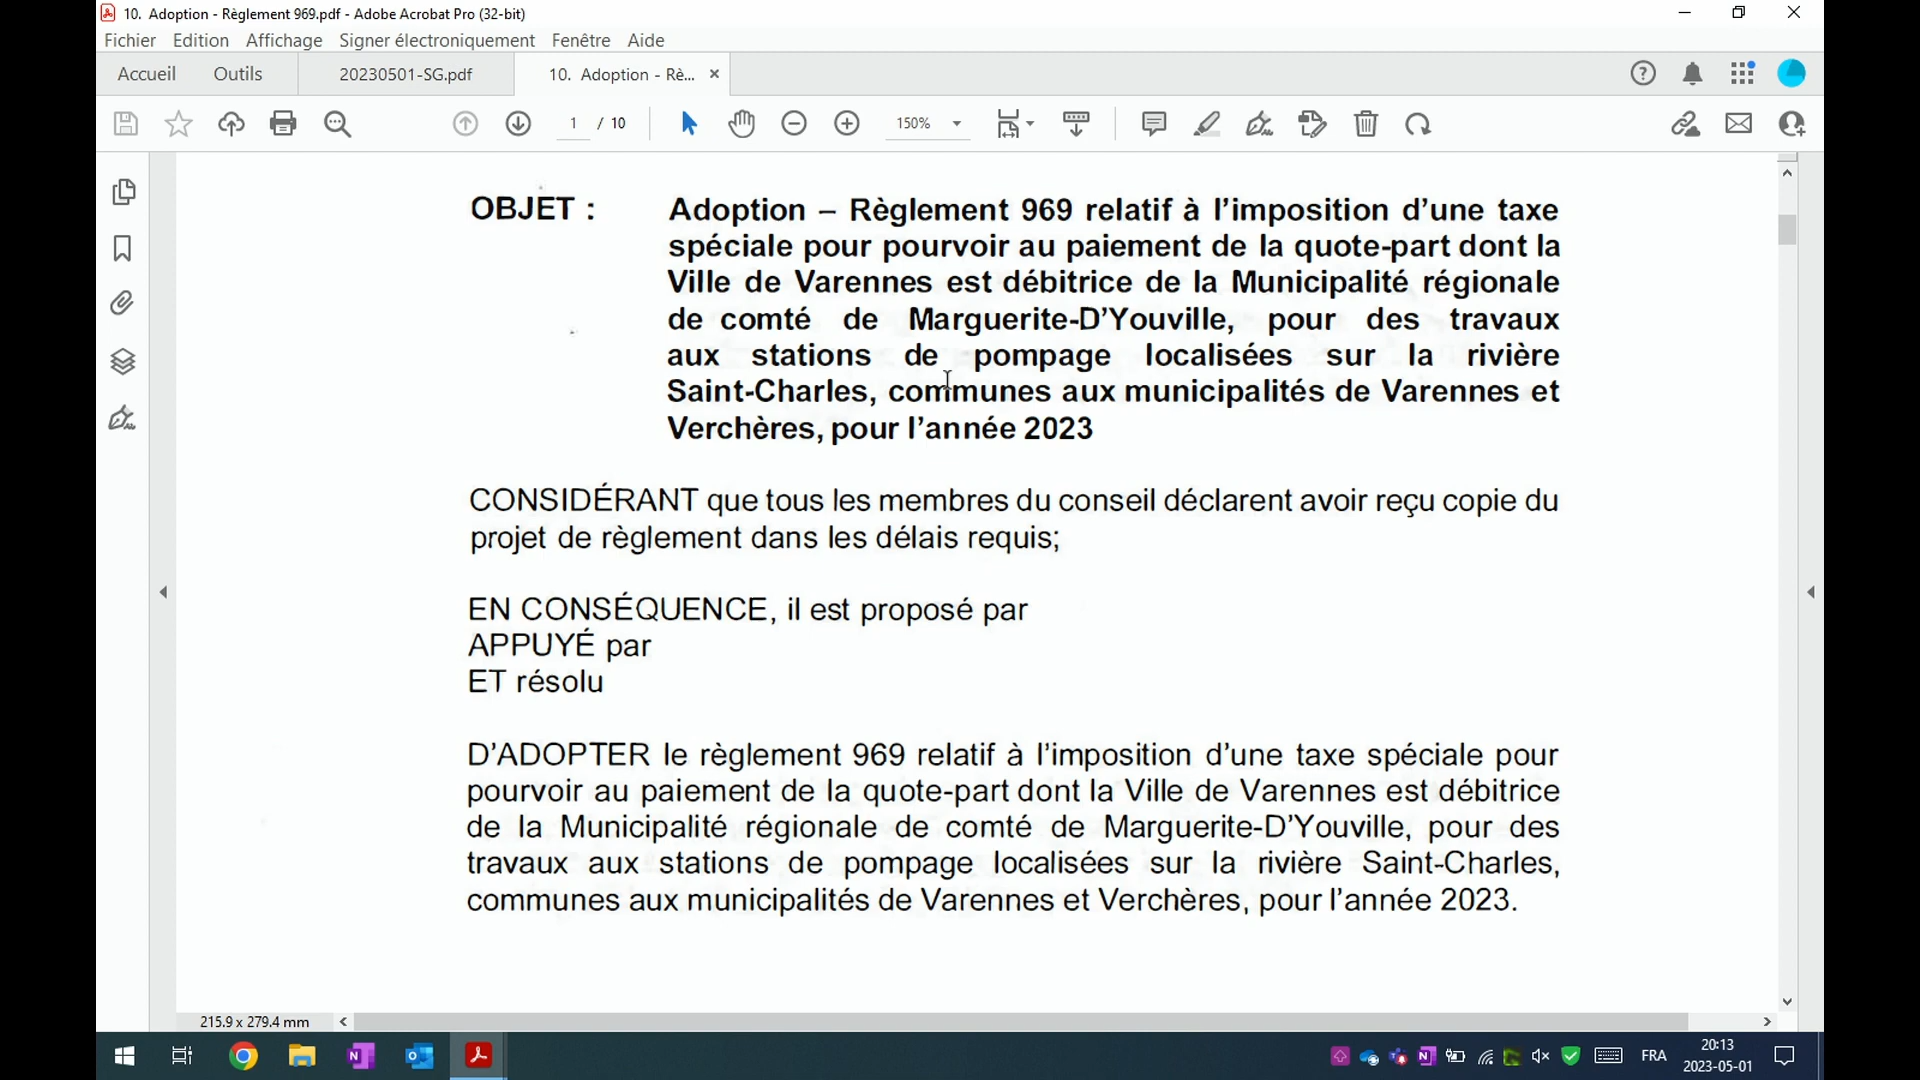 10. Adoption - Règlement 969.pdf - Adobe Acrobat Pro (32-bit)
Fichier Edition Affichage Signer électroniquement Fenêtre Aide
Accueil Outils 20230501-SG.pdf 10. Adoption - Rè... ×
1 / 10 150%
OBJET : Adoption – Règlement 969 relatif à l'imposition d'une taxe
spéciale pour pourvoir au paiement de la quote-part dont la
Ville de Varennes est débitrice de la Municipalité régionale
de comté de Marguerite-D'Youville, pour des travaux
aux stations de pompage localisées sur la rivière
Saint-Charles, communes aux municipalités de Varennes et
Verchères, pour l'année 2023
CONSIDÉRANT que tous les membres du conseil déclarent avoir reçu copie du
projet de règlement dans les délais requis;
EN CONSÉQUENCE, il est proposé par
APPUYÉ par
ET résolu
D'ADOPTER le règlement 969 relatif à l'imposition d'une taxe spéciale pour
pourvoir au paiement de la quote-part dont la Ville de Varennes est débitrice
de la Municipalité régionale de comté de Marguerite-D'Youville, pour des
travaux aux stations de pompage localisées sur la rivière Saint-Charles,
communes aux municipalités de Varennes et Verchères, pour l'année 2023.
215.9 x 279.4 mm
FRA
20:13
2023-05-01